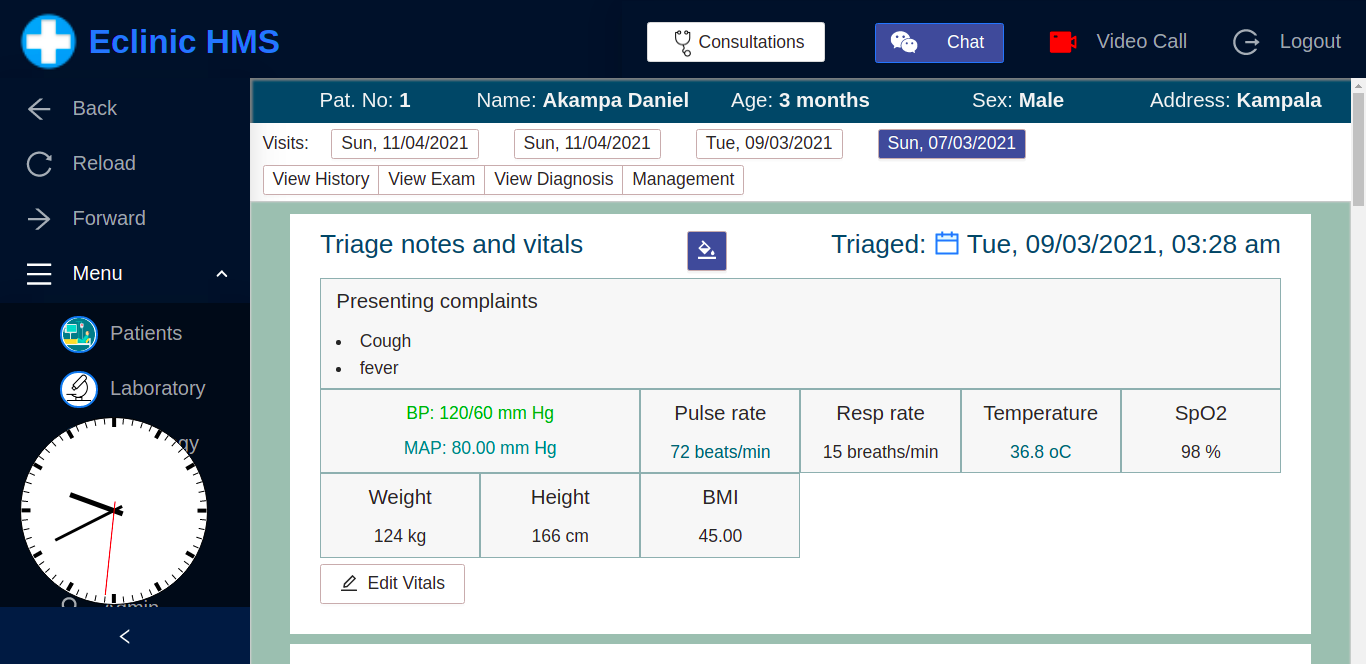 Eclinic HMS
Consultations
Chat
Video Call
Logout
Back
Reload
Forward
Menu
Patients
Laboratory
Pat. No: 1 Name: Akampa Daniel Age: 3 months Sex: Male Address: Kampala
Visits: Sun, 11/04/2021 Sun, 11/04/2021 Tue, 09/03/2021 Sun, 07/03/2021
View History View Exam View Diagnosis Management
Triage notes and vitals
Triaged: Tue, 09/03/2021, 03:28 am
Presenting complaints
• Cough
• fever
BP: 120/60 mm Hg
MAP: 80.00 mm Hg
Pulse rate
72 beats/min
Resp rate
15 breaths/min
Temperature
36.8 oC
SpO2
98 %
Weight
124 kg
Height
166 cm
BMI
45.00
Edit Vitals